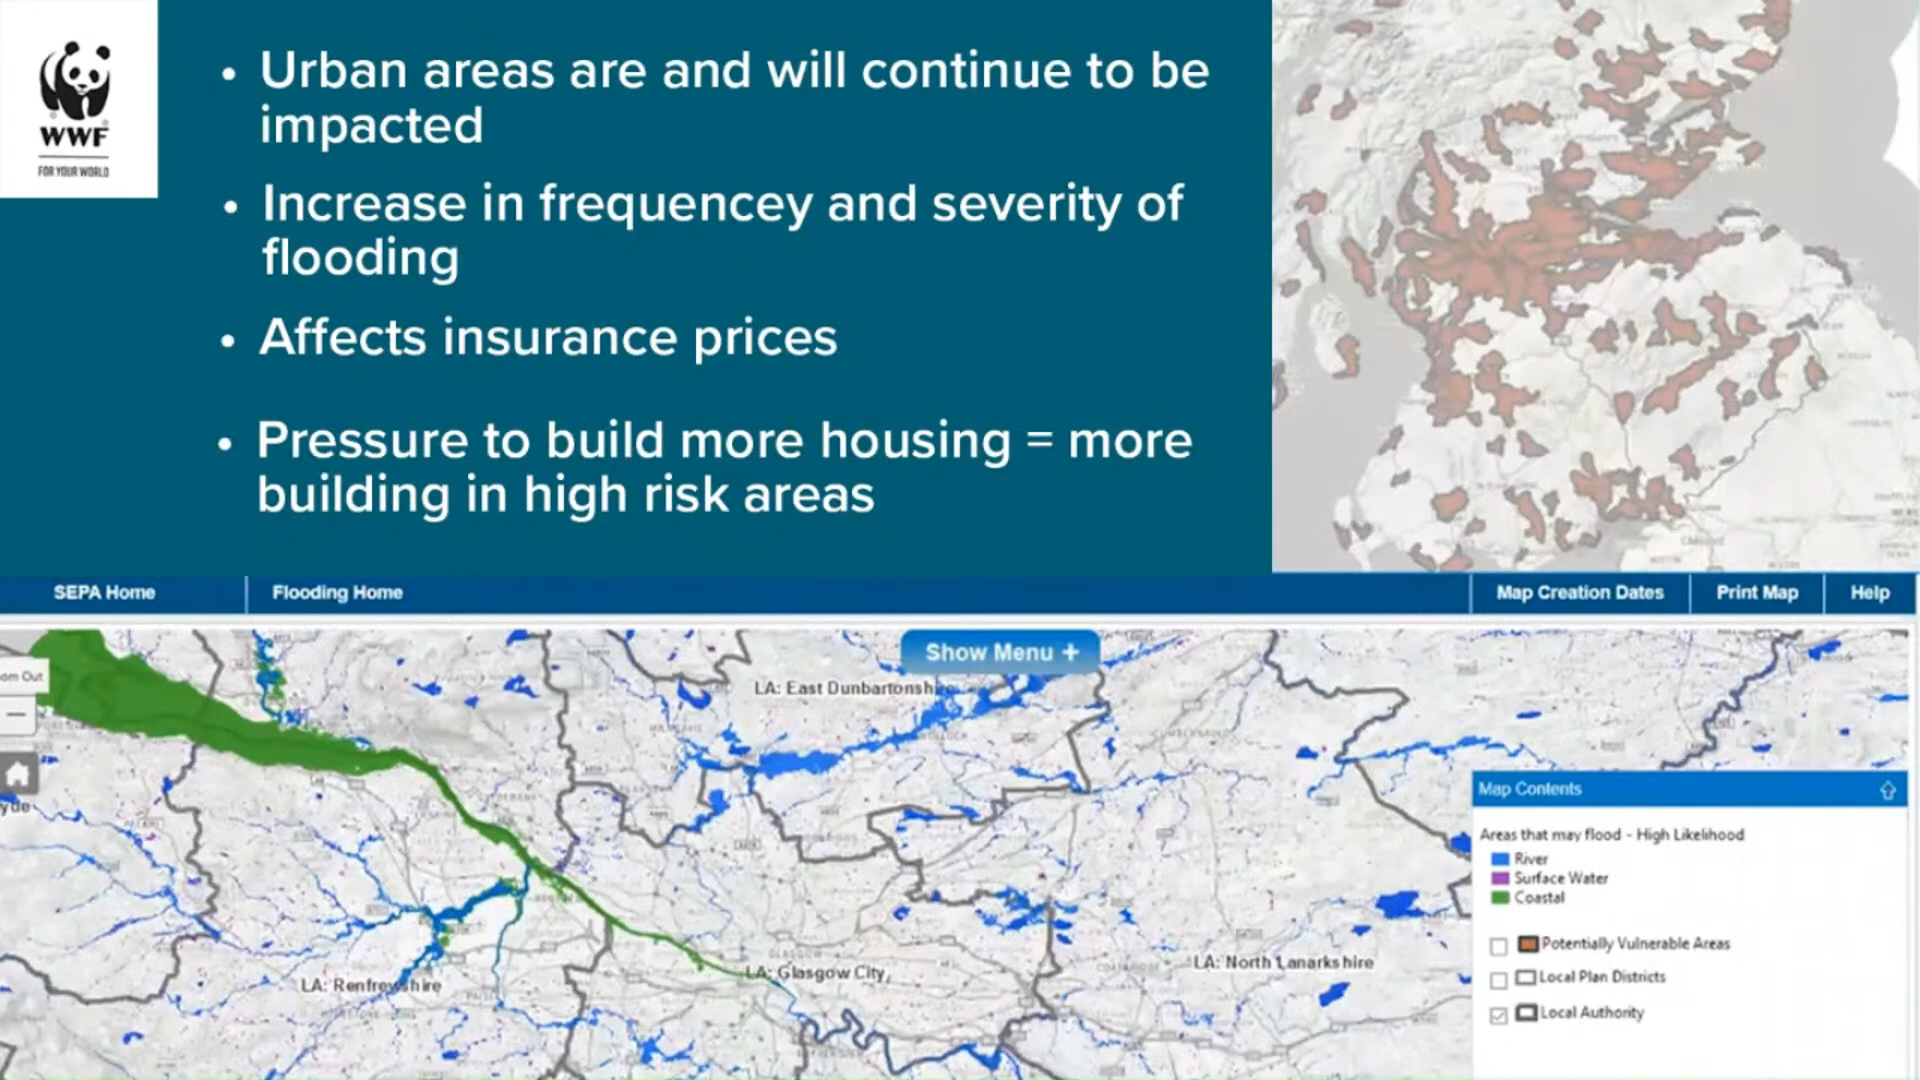 WWF
FOR YOUR WORLD
• Urban areas are and will continue to be
impacted
• Increase in frequencey and severity of
flooding
• Affects insurance prices
• Pressure to build more housing = more
building in high risk areas
SEPA Home
Flooding Home
Map Creation Dates
Print Map
Help
om Out
Show Menu +
LA: East Dunbartonshire
yde
LA: Renfrewshire
LA: Glasgow City
LA: North Lanarkshire
Map Contents
Areas that may flood - High Likelihood
River
Surface Water
Coastal
Potentially Vulnerable Areas
Local Plan Districts
Local Authority